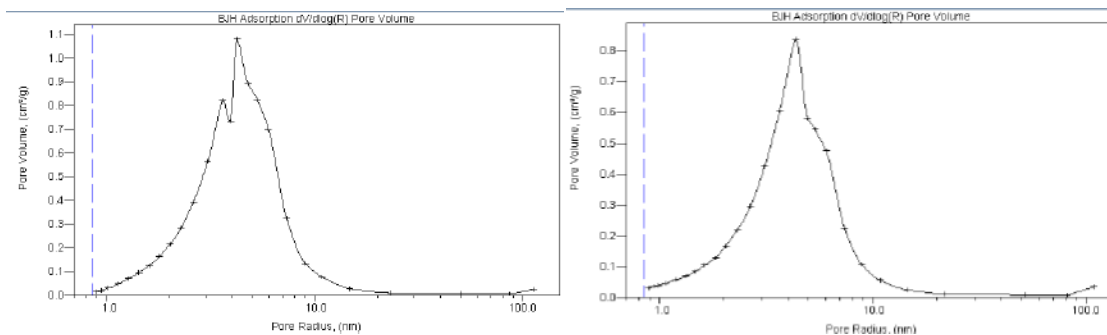 BJH Adsorption dV/dlog(R) Pore Volume
1.1
1.0
0.9
0.8
0.7
0.6
0.5
0.4
0.3
0.2
0.1
0.0
Pore Volume, (cm³/g)
1.0 10.0 100.0
Pore Radius, (nm)
BJH Adsorption dV/dlog(R) Pore Volume
0.8
0.7
0.6
0.5
0.4
0.3
0.2
0.1
0.0
Pore Volume, (cm³/g)
1.0 10.0 100.0
Pore Radius, (nm)